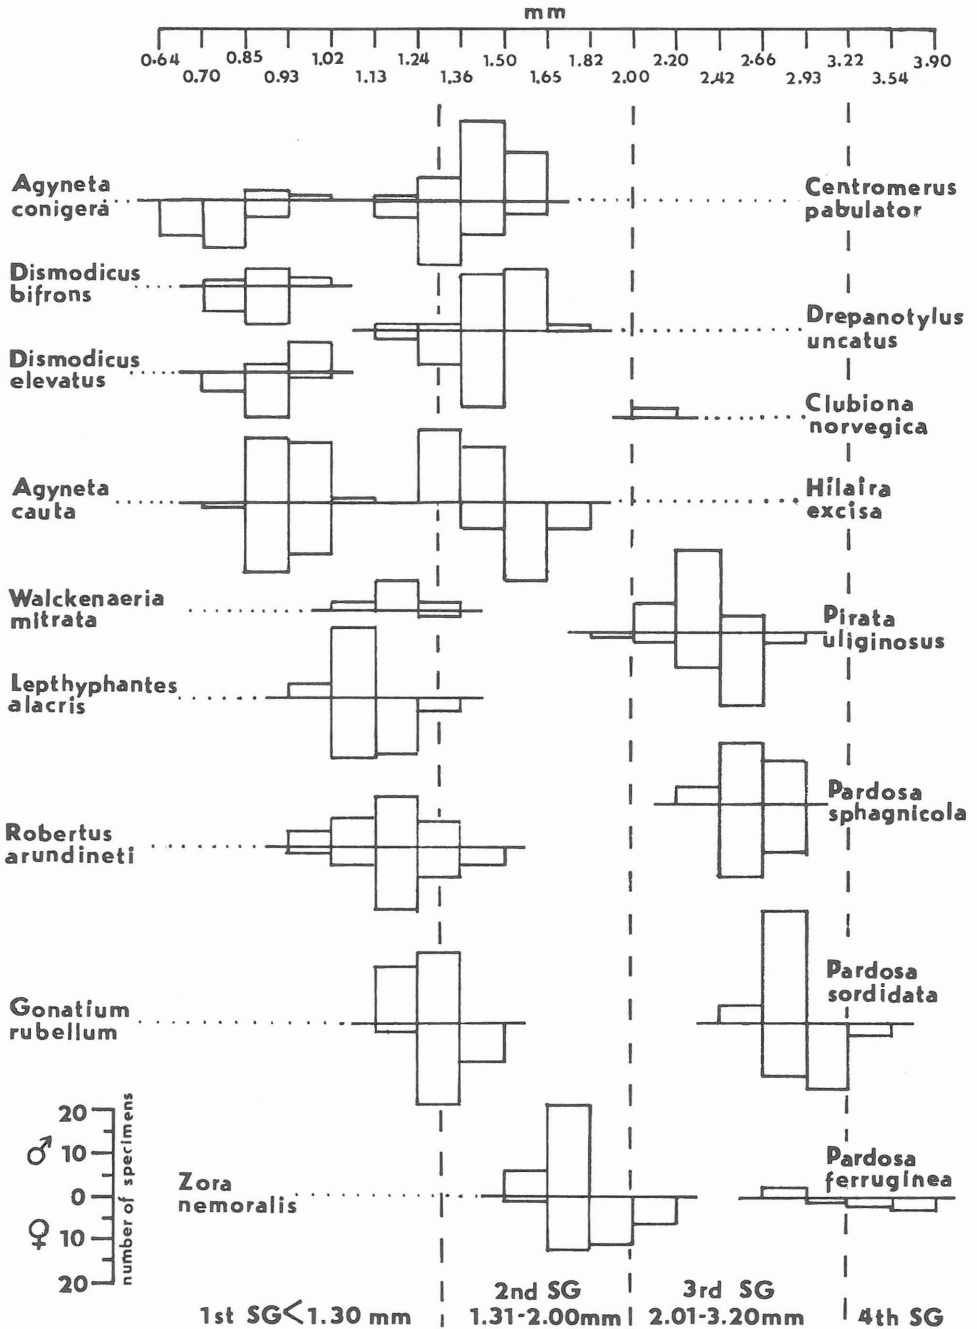 mm
0·64 0.85 1.02 1.24 1.50 1.82 2.20 2.66 3.22 3.90
0.70 0.93 1.13 1.36 1.65 2.00 2.42 2.93 3.54
Agyneta
conigera
Centromerus
pabulator
Dismodicus
bifrons
Drepanotylus
uncatus
Dismodicus
elevatus
Clubiona
norvegica
Agyneta
cauta
Hilaira
excisa
Walckenaeria
mitrata
Pirata
uliginosus
Lepthyphantes
alacris
Pardosa
sphagnicola
Robertus
arundineti
Pardosa
sordidata
Gonatium
rubellum
Pardosa
ferruginea
Zora
nemoralis
20
♂ 10
0
♀ 10
20
number of specimens
1st SG<1.30 mm
2nd SG
1.31-2.00mm
3rd SG
2.01-3.20mm
4th SG